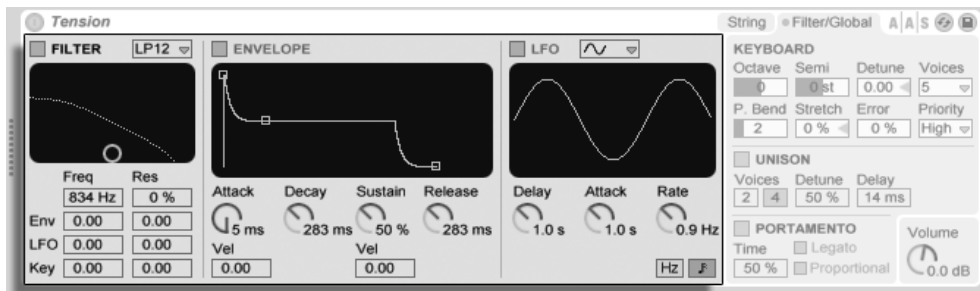 Tension
String Filter/Global A A S
FILTER LP12
Freq Res
834 Hz 0 %
Env 0.00 0.00
LFO 0.00 0.00
Key 0.00 0.00
ENVELOPE
Attack Decay Sustain Release
5 ms 283 ms 50 % 283 ms
Vel Vel
0.00 0.00
LFO
Delay Attack Rate
1.0 s 1.0 s 0.9 Hz
Hz
KEYBOARD
Octave Semi Detune Voices
0 0 st 0.00 5
P. Bend Stretch Error Priority
2 0 % 0 % High
UNISON
Voices Detune Delay
2 4 50 % 14 ms
PORTAMENTO
Time Legato
50 % Proportional
Volume
0.0 dB